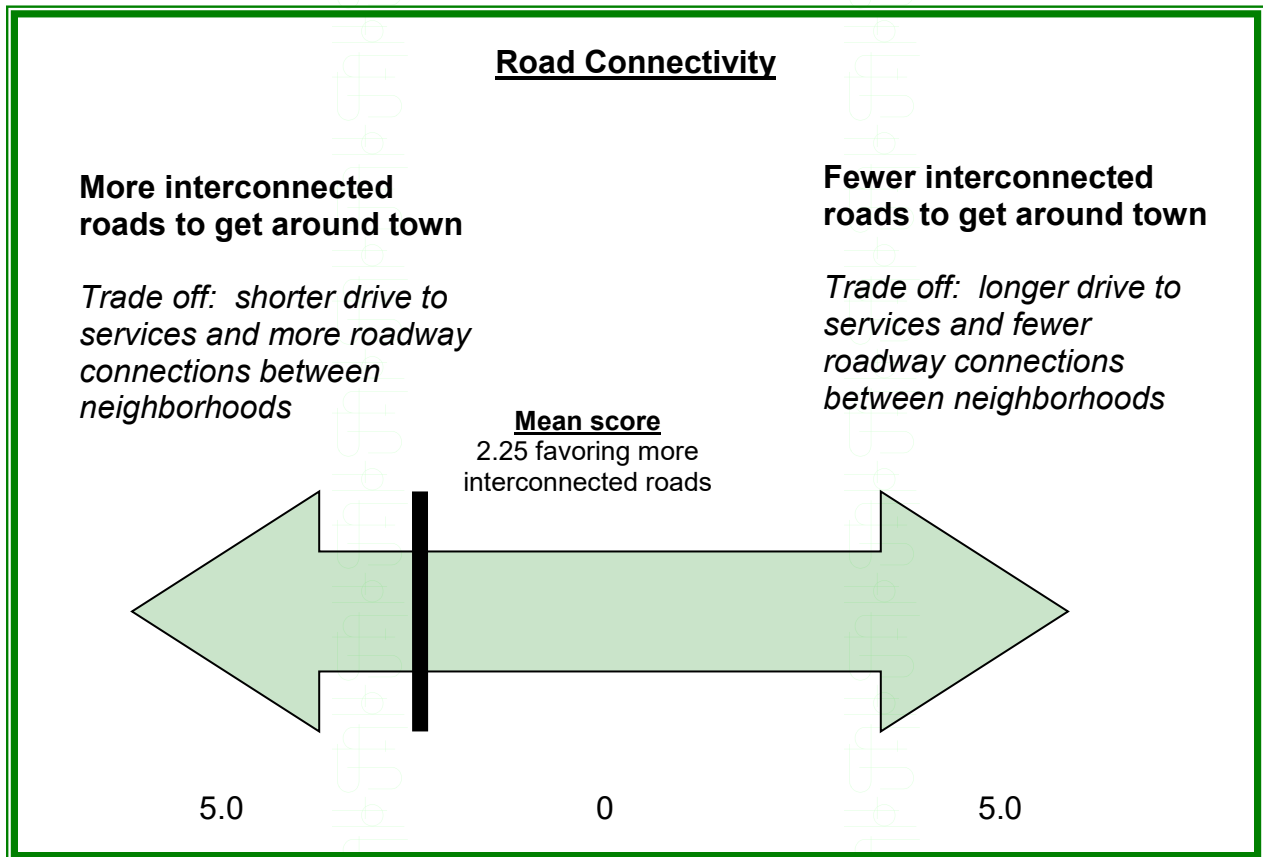 Road Connectivity
More interconnected
roads to get around town
Trade off:  shorter drive to
services and more roadway
connections between
neighborhoods
Fewer interconnected
roads to get around town
Trade off:  longer drive to
services and fewer
roadway connections
between neighborhoods
Mean score
2.25 favoring more
interconnected roads
5.0
0
5.0